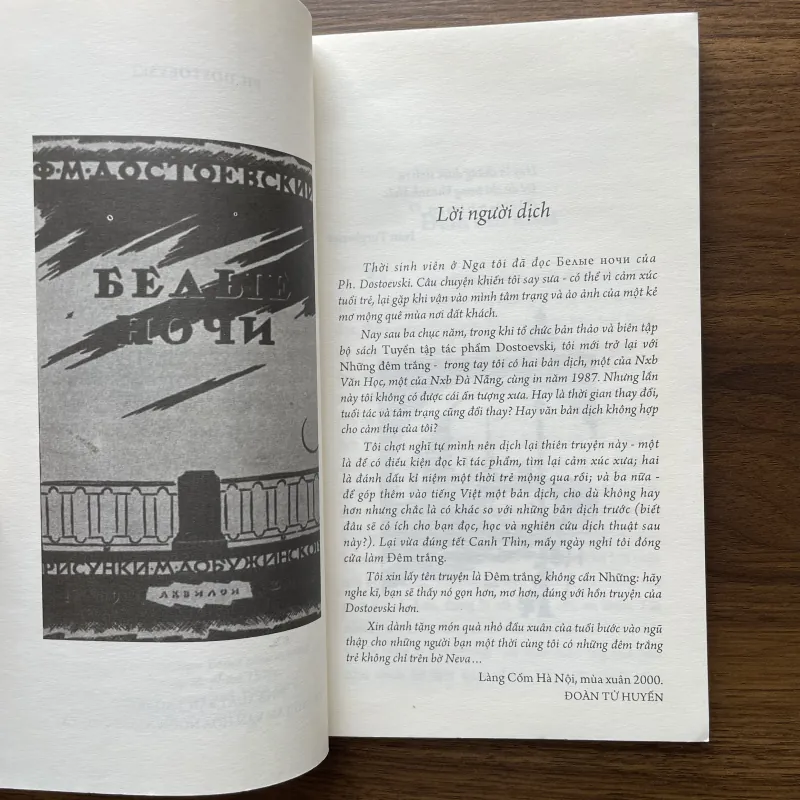 Ф·М·ДОСТОЕВСКИЙ
БЕЛЫЕ
НОЧИ
РИСУНКИ·М·ДОБУЖИНСКОГО
АКВИЛОН
Lời người dịch
Thời sinh viên ở Nga tôi đã đọc Белые ночи của
Ph. Dostoevski. Câu chuyện khiến tôi say sưa - có thể vì cảm xúc
tuổi trẻ, lại gặp khi vận vào mình tâm trạng và ảo ảnh của một kẻ
mơ mộng quê mùa nơi đất khách.
Nay sau ba chục năm, trong khi tổ chức bản thảo và biên tập
bộ sách Tuyển tập tác phẩm Dostoevski, tôi mới trở lại với
Những đêm trắng - trong tay tôi có hai bản dịch, một của Nxb
Văn Học, một của Nxb Đà Nẵng, cùng in năm 1987. Nhưng lần
này tôi không có được cái ấn tượng xưa. Hay là thời gian thay đổi,
tuổi tác và tâm trạng cũng đổi thay? Hay văn bản dịch không hợp
cho cảm thụ của tôi?
Tôi chợt nghĩ tự mình nên dịch lại thiên truyện này - một
là để có điều kiện đọc kĩ tác phẩm, tìm lại cảm xúc xưa; hai
là đánh dấu kỉ niệm một thời trẻ mộng qua rồi; và ba nữa -
để góp thêm vào tiếng Việt một bản dịch, cho dù không hay
hơn nhưng chắc là có khác so với những bản dịch trước (biết
đâu sẽ có ích cho bạn đọc, học và nghiên cứu dịch thuật sau
này?). Lại vừa đúng tết Canh Thìn, mấy ngày nghỉ tôi đóng
cửa làm Đêm trắng.
Tôi xin lấy tên truyện là Đêm trắng, không cần Những: hãy
nghe kĩ, bạn sẽ thấy nó gọn hơn, mơ hơn, đúng với hồn truyện của
Dostoevski hơn.
Xin dành tặng món quà nhỏ đầu xuân của tuổi bước vào ngũ
thập cho những người bạn một thời cùng tôi có những đêm trắng
trẻ không chỉ trên bờ Neva...
Làng Cốm Hà Nội, mùa xuân 2000.
ĐOÀN TỬ HUYẾN